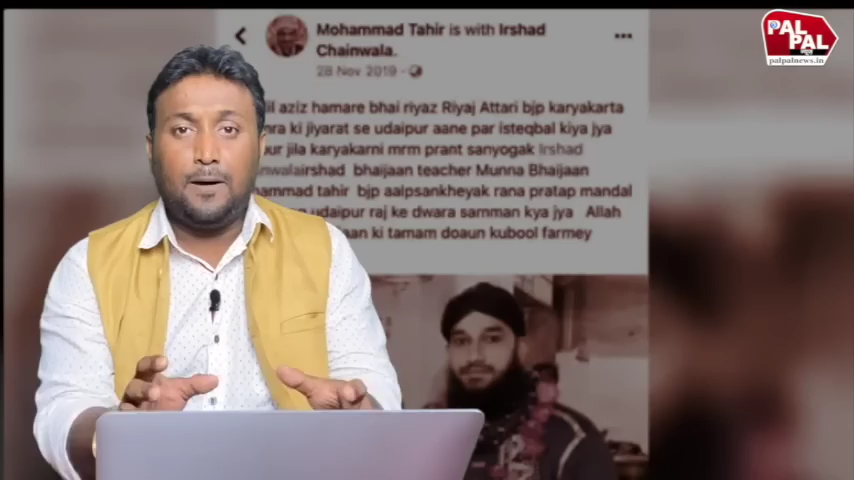 Mohammad Tahir is with Irshad
Chainwala.
28 Nov 2019
aziz hamare bhai riyaz Riyaj Attari bjp karyakarta
ki jiyarat se udaipur aane par isteqbal kiya jya
jila karyakarni mrm prant sanyogak Irshad
bhaijaan teacher Munna Bhaijaan
tahir bjp aalpsankheyak rana pratap mandal
udaipur raj ke dwara samman kya jya Allah
ki tamam doaun kubool farmey
PAL
PAL
palpalnews.in